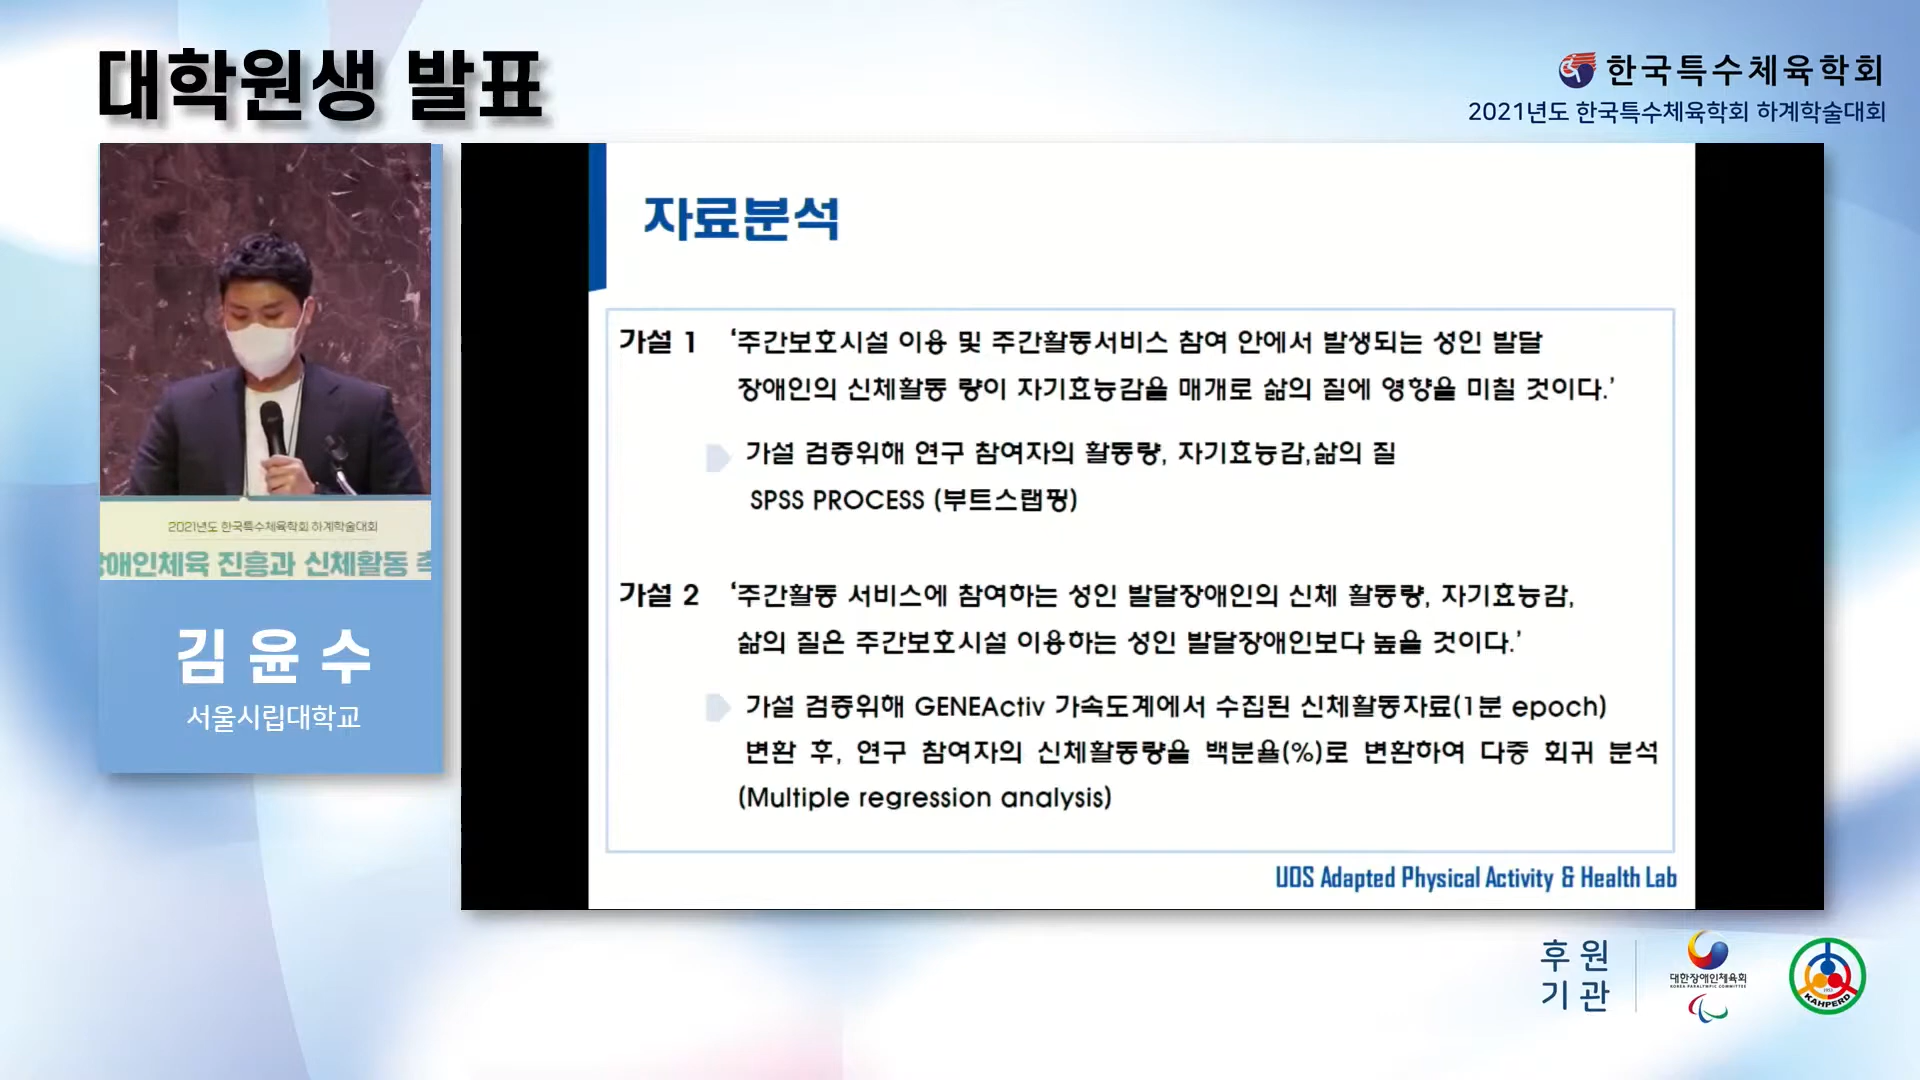 대학원생 발표
한국특수체육학회
2021년도 한국특수체육학회 하계학술대회
2021년도 한국특수체육학회 하계학술대회
장애인체육 진흥과 신체활동
김윤수
서울시립대학교
자료분석
가설 1 ‘주간보호시설 이용 및 주간활동서비스 참여 안에서 발생되는 성인 발달
장애인의 신체활동 량이 자기효능감을 매개로 삶의 질에 영향을 미칠 것이다.’
가설 검증위해 연구 참여자의 활동량, 자기효능감,삶의 질
SPSS PROCESS (부트스랩핑)
가설 2 ‘주간활동 서비스에 참여하는 성인 발달장애인의 신체 활동량, 자기효능감,
삶의 질은 주간보호시설 이용하는 성인 발달장애인보다 높을 것이다.’
가설 검증위해 GENEActiv 가속도계에서 수집된 신체활동자료(1분 epoch)
변환 후, 연구 참여자의 신체활동량을 백분율(%)로 변환하여 다중 회귀 분석
(Multiple regression analysis)
UOS Adapted Physical Activity & Health Lab
후원
기관
대한장애인체육회
KOREA PARALYMPIC COMMITTEE
1953
KAHPERD